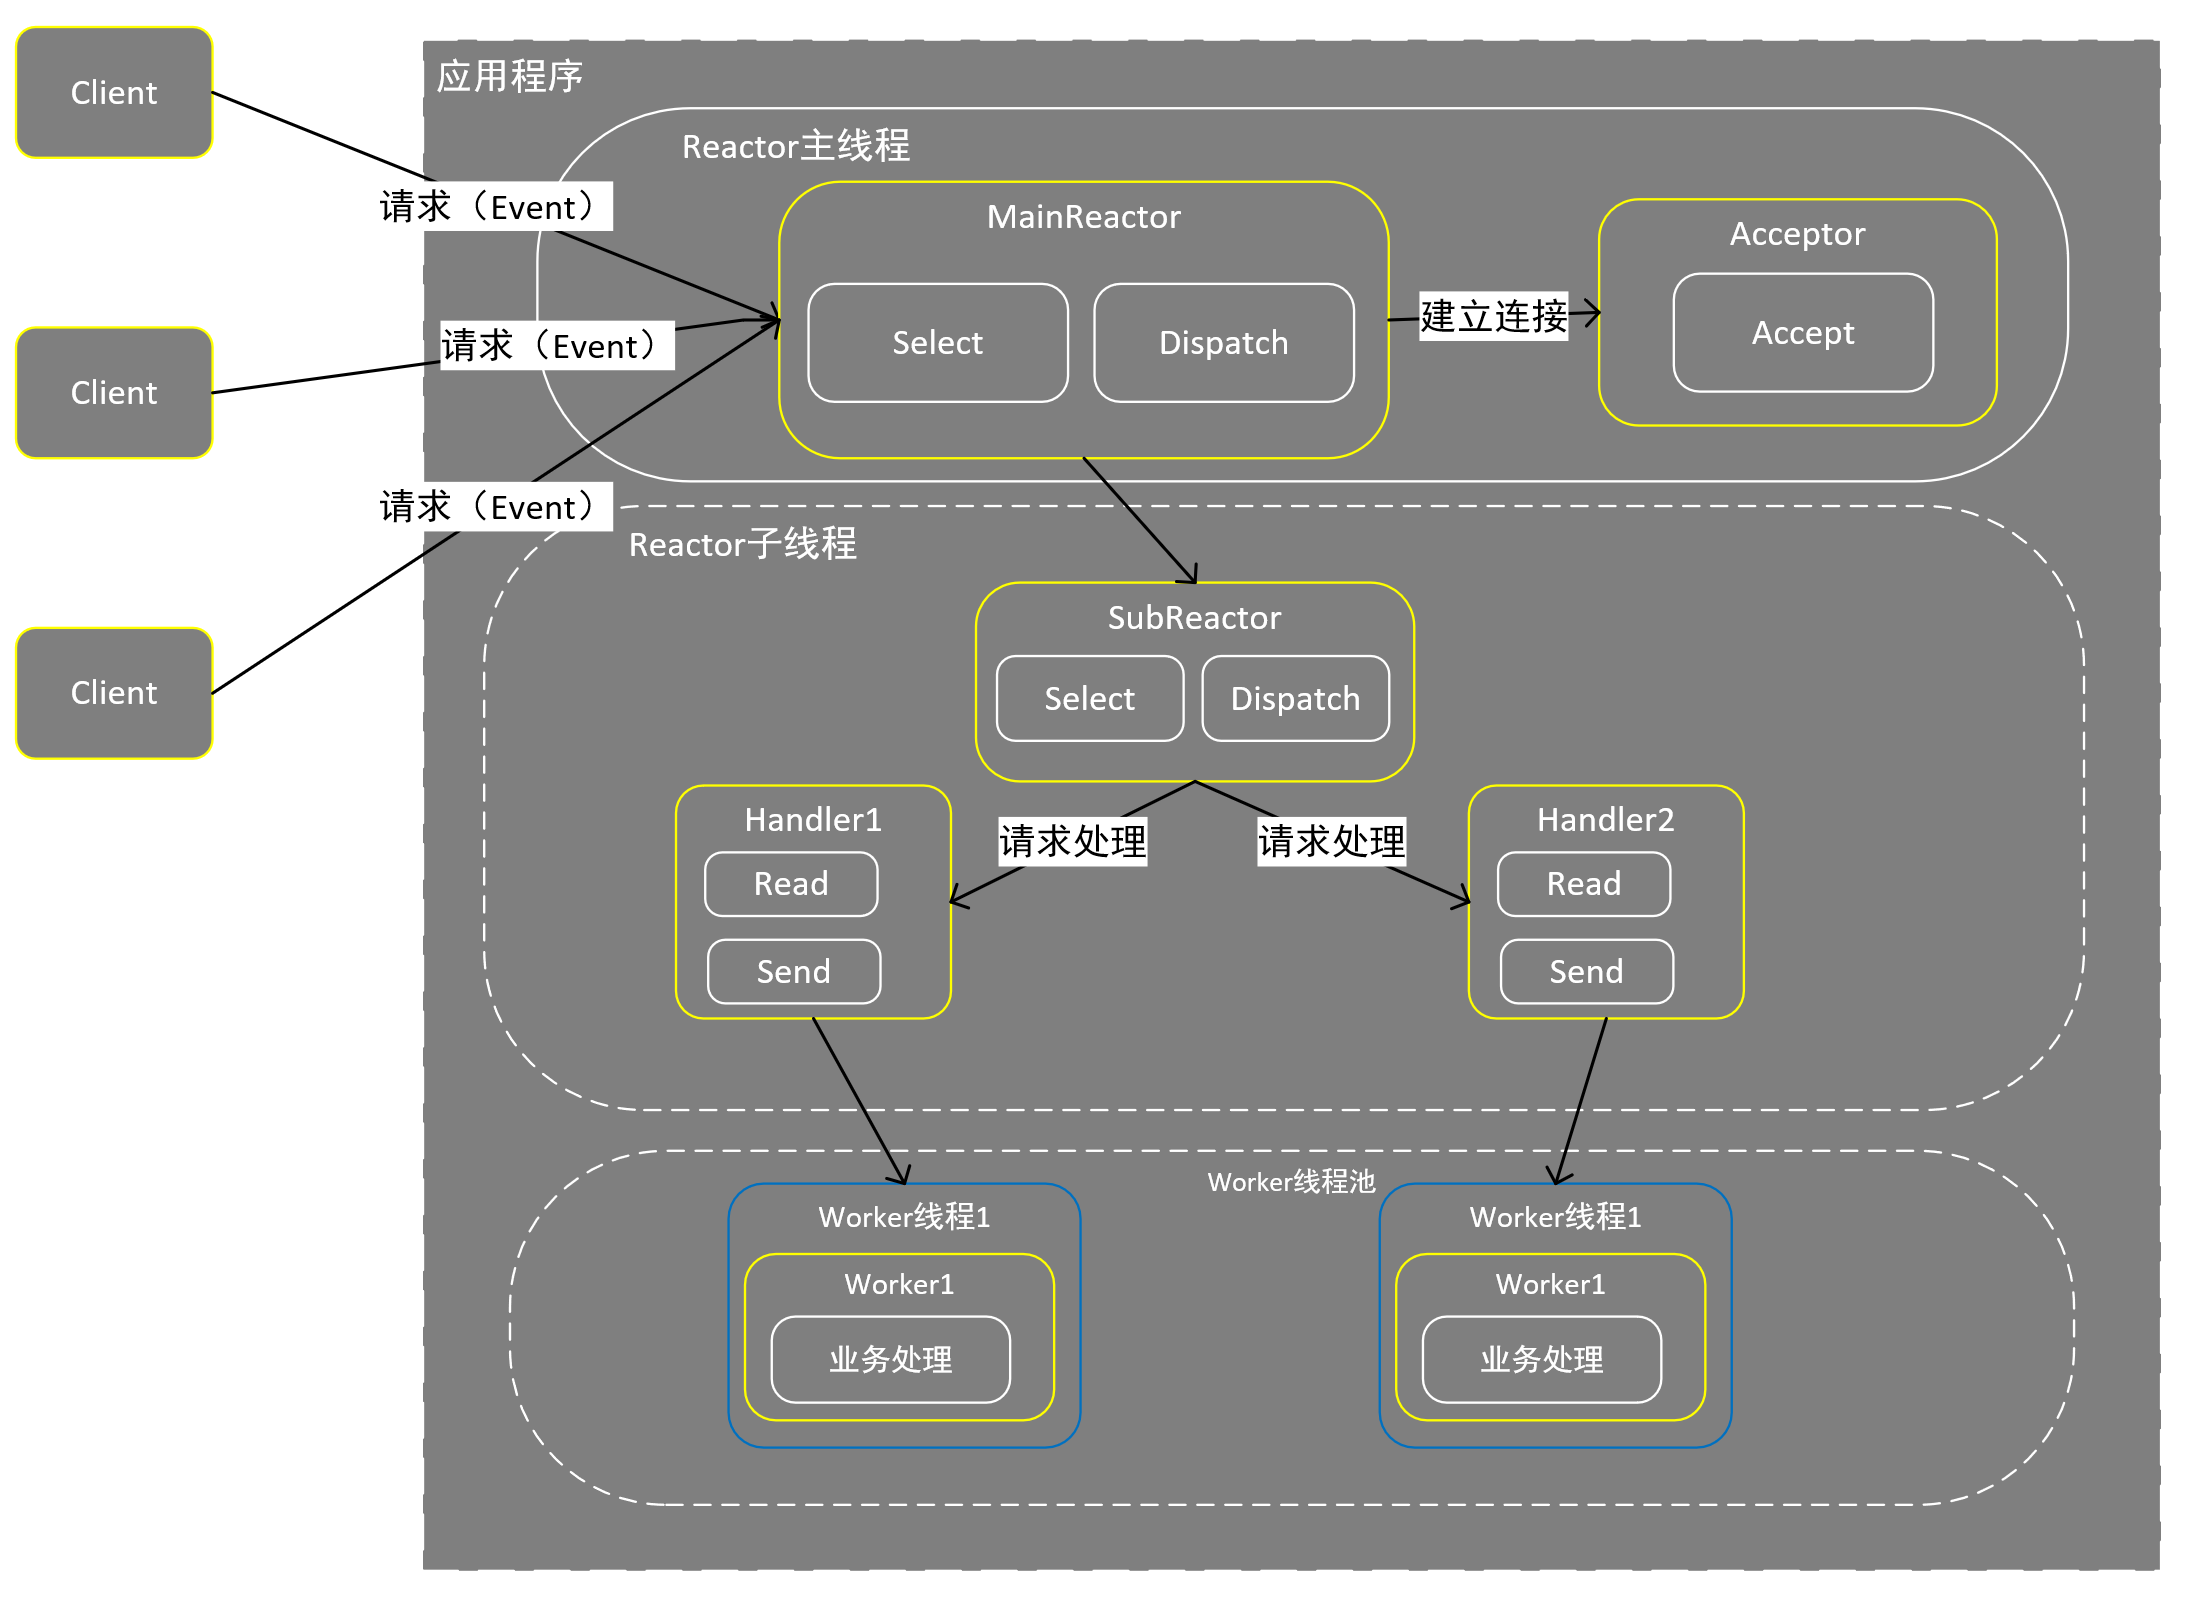 Client
Client
Client
应用程序
Reactor主线程
请求（Event）
请求（Event）
请求（Event）
MainReactor
Select
Dispatch
建立连接
Acceptor
Accept
Reactor子线程
SubReactor
Select
Dispatch
请求处理
请求处理
Handler1
Read
Send
Handler2
Read
Send
Worker线程池
Worker线程1
Worker1
业务处理
Worker线程1
Worker1
业务处理